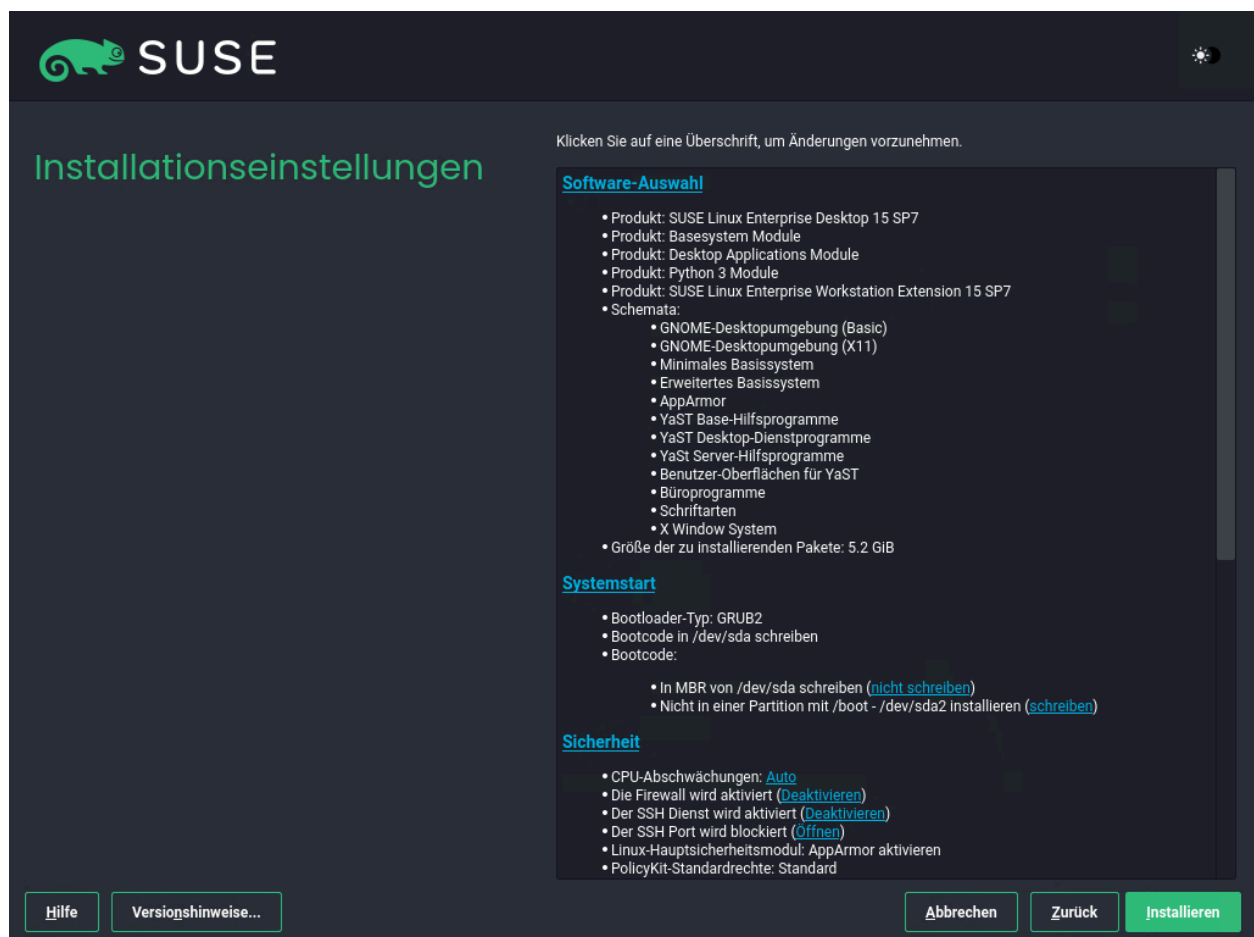 SUSE
Installationseinstellungen
Klicken Sie auf eine Überschrift, um Änderungen vorzunehmen.
Software-Auswahl
• Produkt: SUSE Linux Enterprise Desktop 15 SP7
• Produkt: Basesystem Module
• Produkt: Desktop Applications Module
• Produkt: Python 3 Module
• Produkt: SUSE Linux Enterprise Workstation Extension 15 SP7
• Schemata:
• GNOME-Desktopumgebung (Basic)
• GNOME-Desktopumgebung (X11)
• Minimales Basissystem
• Erweitertes Basissystem
• AppArmor
• YaST Base-Hilfsprogramme
• YaST Desktop-Dienstprogramme
• YaSt Server-Hilfsprogramme
• Benutzer-Oberflächen für YaST
• Büroprogramme
• Schriftarten
• X Window System
• Größe der zu installierenden Pakete: 5.2 GiB
Systemstart
• Bootloader-Typ: GRUB2
• Bootcode in /dev/sda schreiben
• Bootcode:
• In MBR von /dev/sda schreiben (nicht schreiben)
• Nicht in einer Partition mit /boot - /dev/sda2 installieren (schreiben)
Sicherheit
• CPU-Abschwächungen: Auto
• Die Firewall wird aktiviert (Deaktivieren)
• Der SSH Dienst wird aktiviert (Deaktivieren)
• Der SSH Port wird blockiert (Öffnen)
• Linux-Hauptsicherheitsmodul: AppArmor aktivieren
• PolicyKit-Standardrechte: Standard
Hilfe Versionshinweise... Abbrechen Zurück Installieren